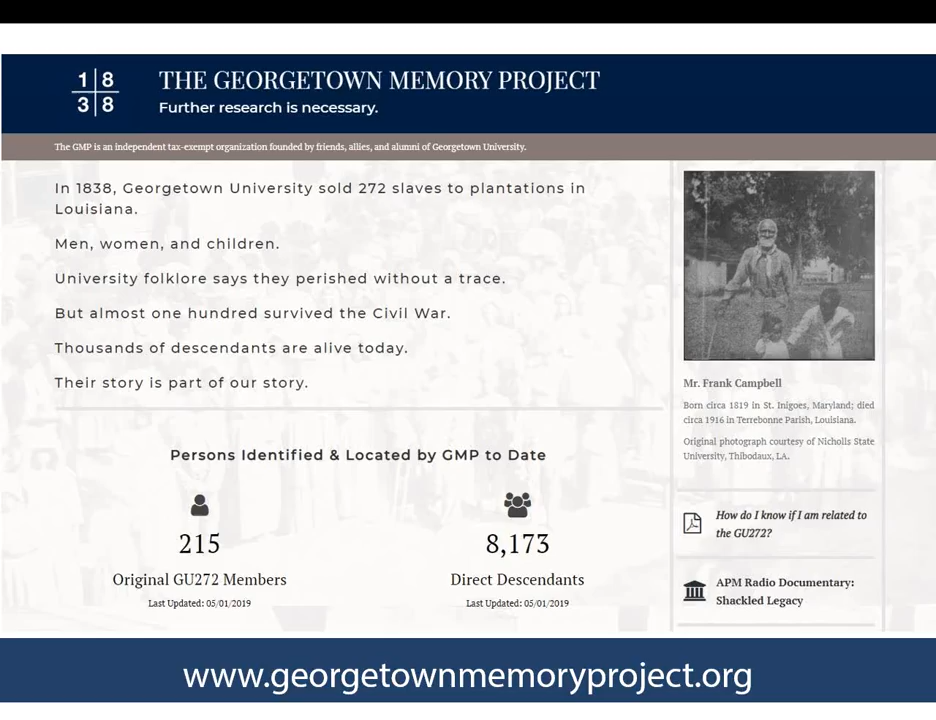 18
38
THE GEORGETOWN MEMORY PROJECT
Further research is necessary.
The GMP is an independent tax-exempt organization founded by friends, allies, and alumni of Georgetown University.
In 1838, Georgetown University sold 272 slaves to plantations in
Louisiana.
Men, women, and children.
University folklore says they perished without a trace.
But almost one hundred survived the Civil War.
Thousands of descendants are alive today.
Their story is part of our story.
Persons Identified & Located by GMP to Date
215
Original GU272 Members
Last Updated: 05/01/2019
8,173
Direct Descendants
Last Updated: 05/01/2019
Mr. Frank Campbell
Born circa 1819 in St. Inigoes, Maryland; died
circa 1916 in Terrebonne Parish, Louisiana.
Original photograph courtesy of Nicholls State
University, Thibodaux, LA.
How do I know if I am related to
the GU272?
APM Radio Documentary:
Shackled Legacy
www.georgetownmemoryproject.org